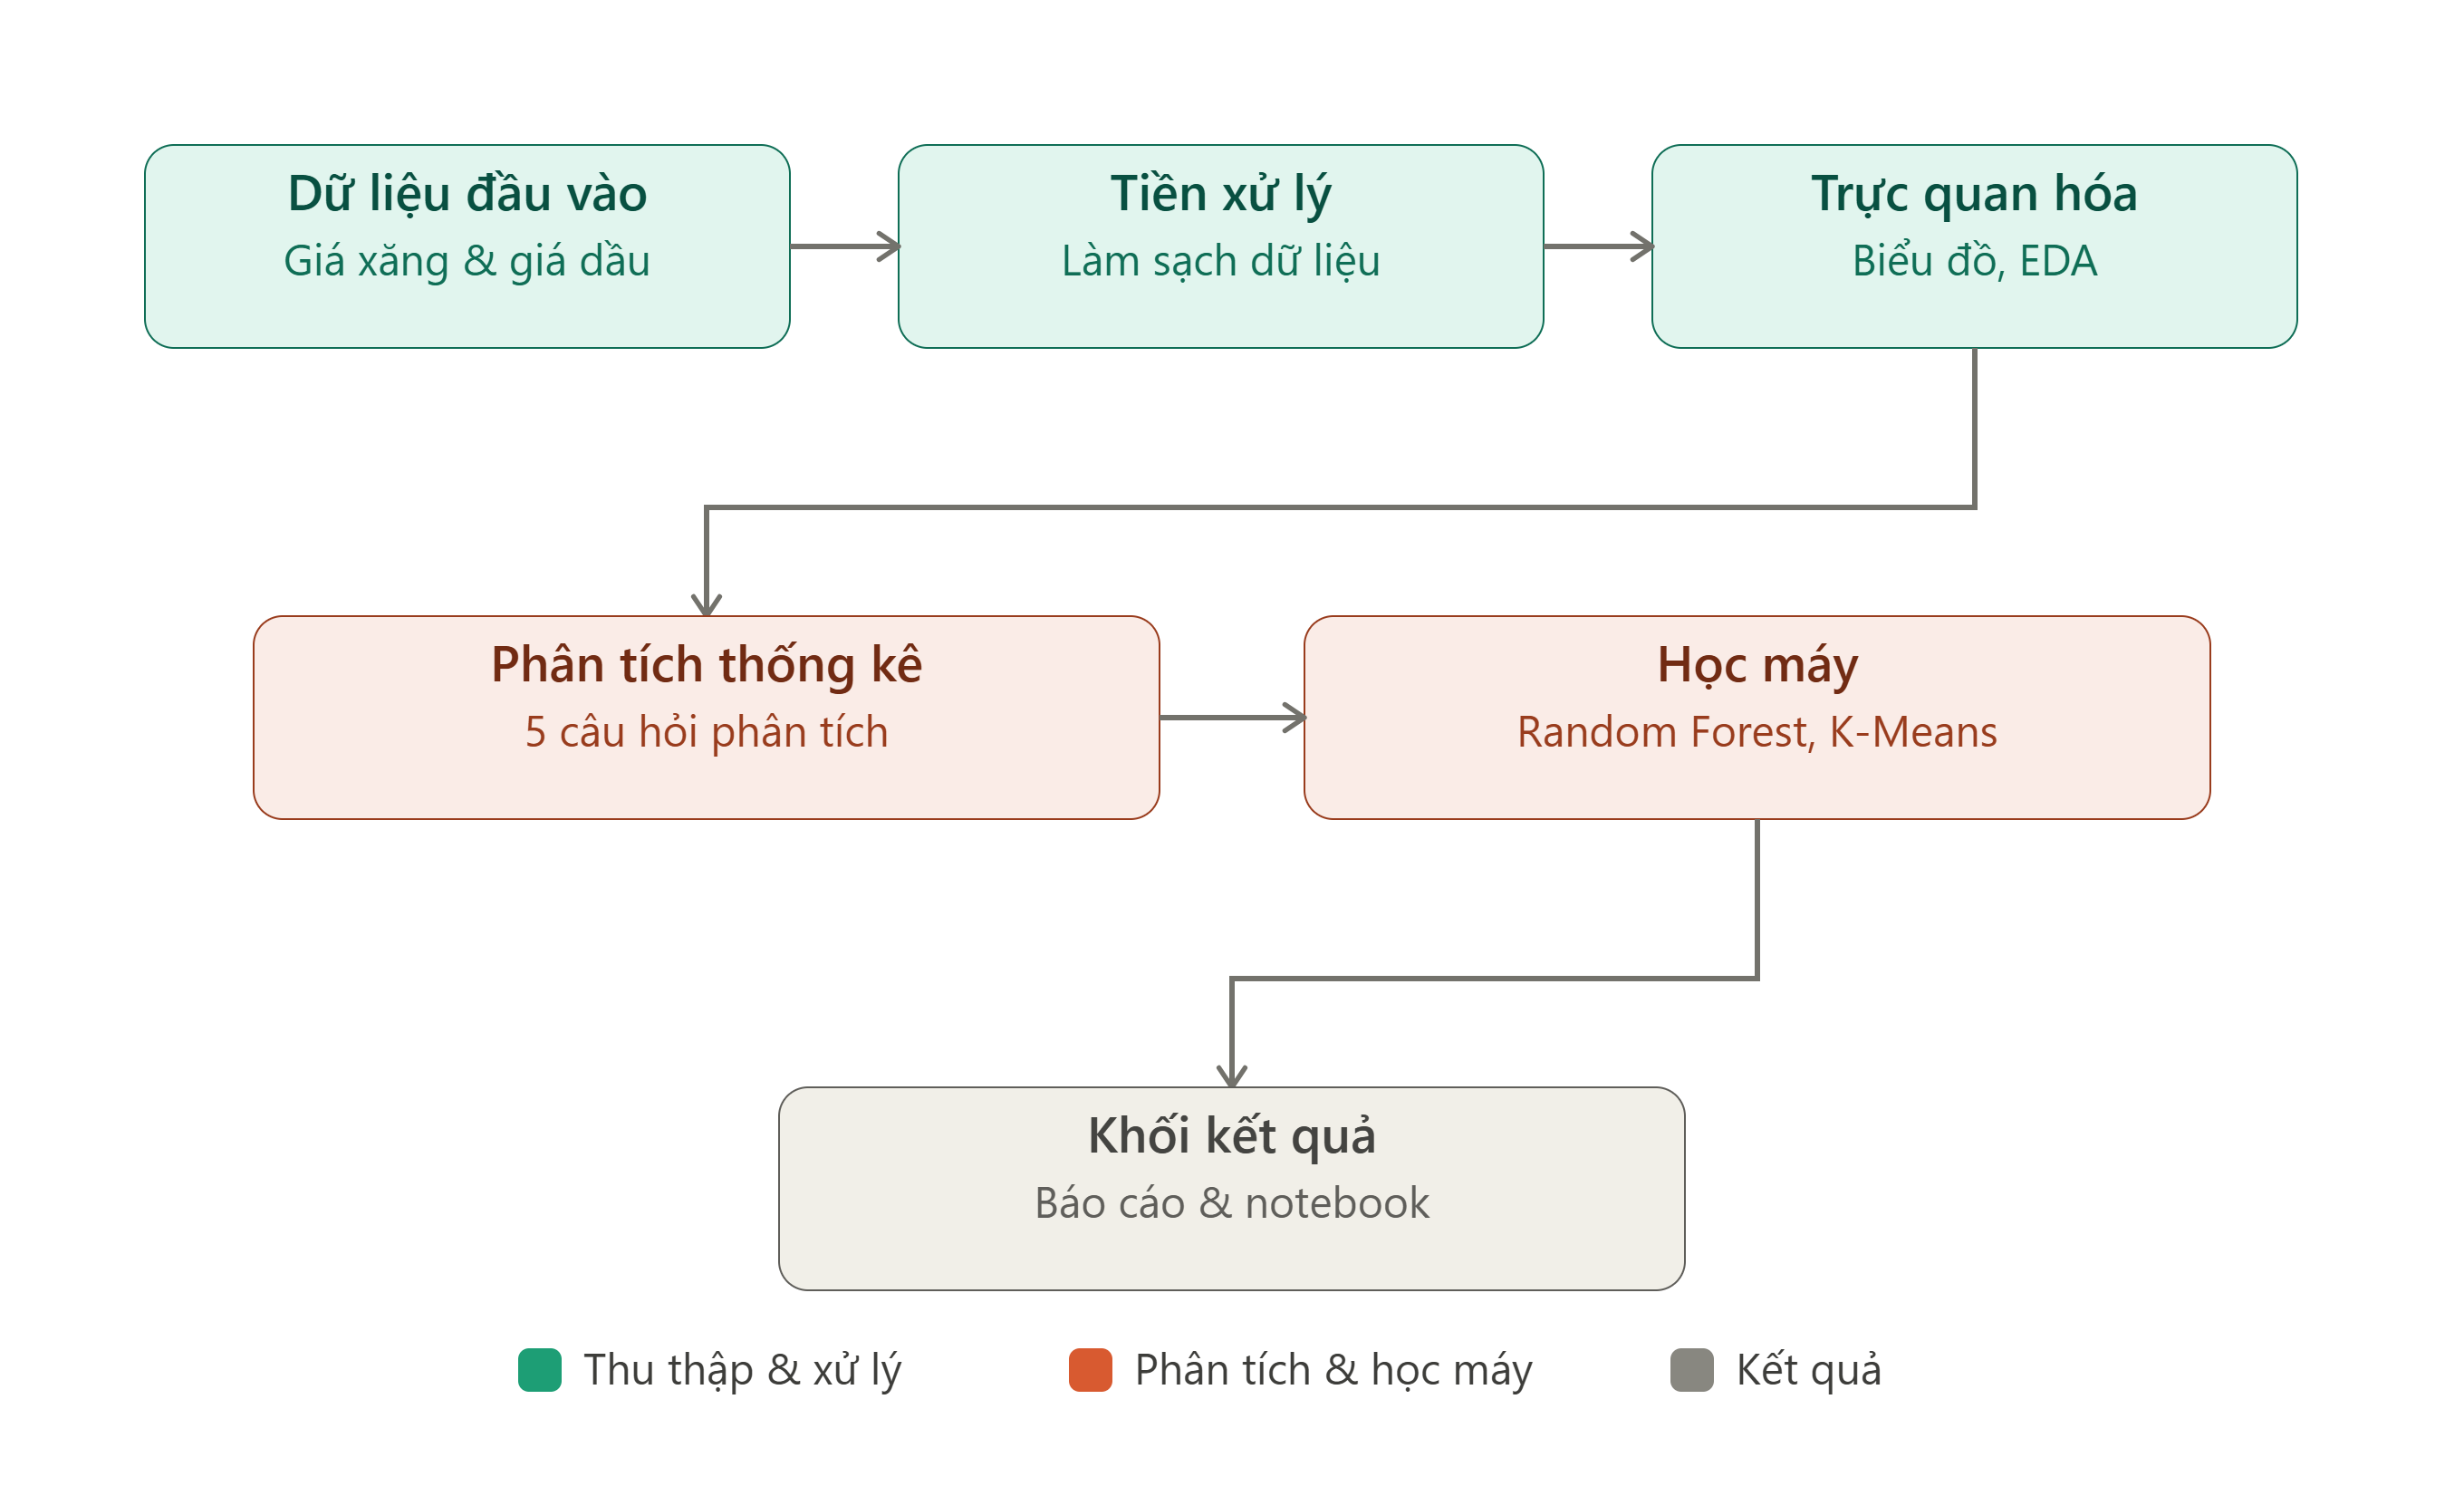 Dữ liệu đầu vào
Giá xăng & giá dầu
Tiền xử lý
Làm sạch dữ liệu
Trực quan hóa
Biểu đồ, EDA
Phân tích thống kê
5 câu hỏi phân tích
Học máy
Random Forest, K-Means
Khối kết quả
Báo cáo & notebook
Thu thập & xử lý
Phân tích & học máy
Kết quả